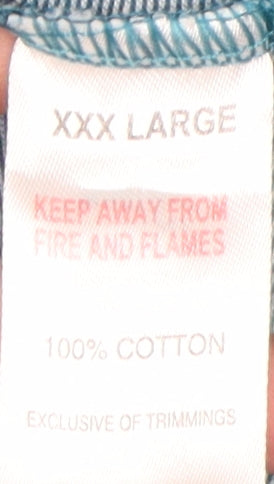 XXX LARGE
KEEP AWAY FROM
FIRE AND FLAMES
100% COTTON
EXCLUSIVE OF TRIMMINGS